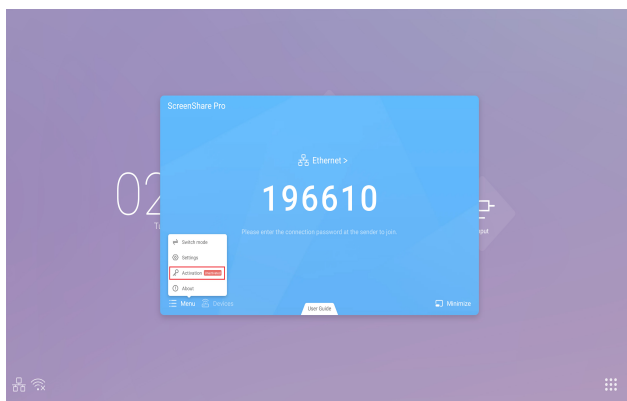 ScreenShare Pro
Ethernet >
02
196610
Please enter the connection password at the sender to join.
Switch mode
Settings
Activation
About
Menu
Devices
User Guide
Minimize